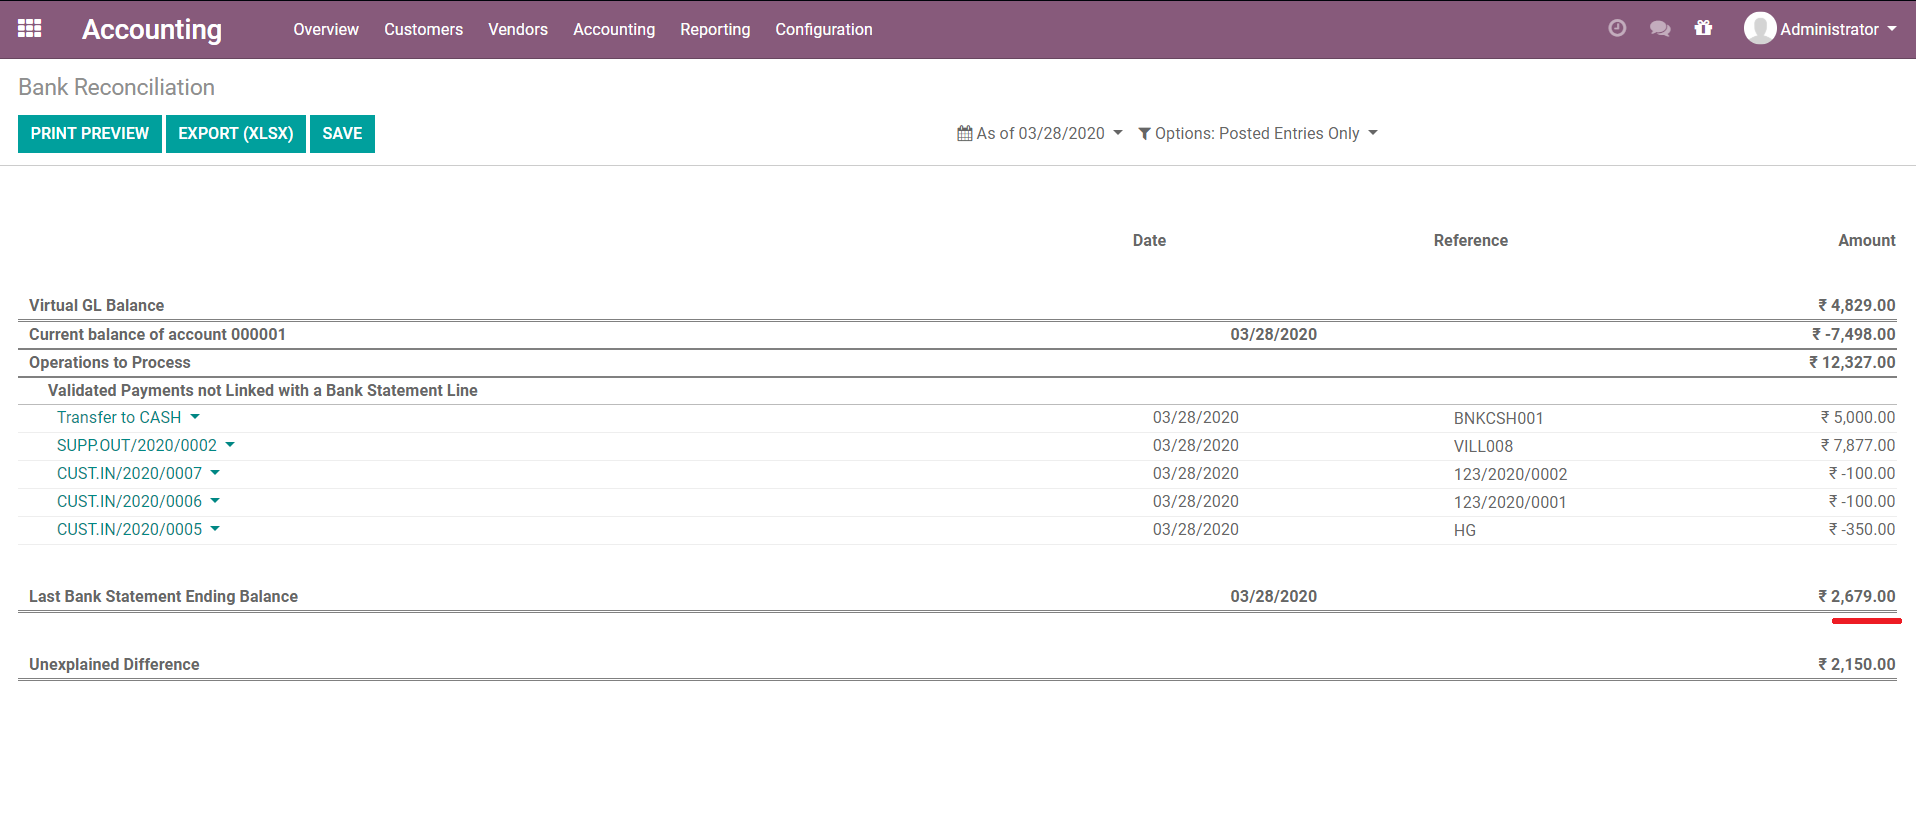 Accounting Overview Customers Vendors Accounting Reporting Configuration Administrator
Bank Reconciliation
PRINT PREVIEW EXPORT (XLSX) SAVE As of 03/28/2020 Options: Posted Entries Only
Date Reference Amount
Virtual GL Balance ₹ 4,829.00
Current balance of account 000001 03/28/2020 ₹ -7,498.00
Operations to Process ₹ 12,327.00
Validated Payments not Linked with a Bank Statement Line
Transfer to CASH 03/28/2020 BNKCSH001 ₹ 5,000.00
SUPP.OUT/2020/0002 03/28/2020 VILL008 ₹ 7,877.00
CUST.IN/2020/0007 03/28/2020 123/2020/0002 ₹ -100.00
CUST.IN/2020/0006 03/28/2020 123/2020/0001 ₹ -100.00
CUST.IN/2020/0005 03/28/2020 HG ₹ -350.00
Last Bank Statement Ending Balance 03/28/2020 ₹ 2,679.00
Unexplained Difference ₹ 2,150.00